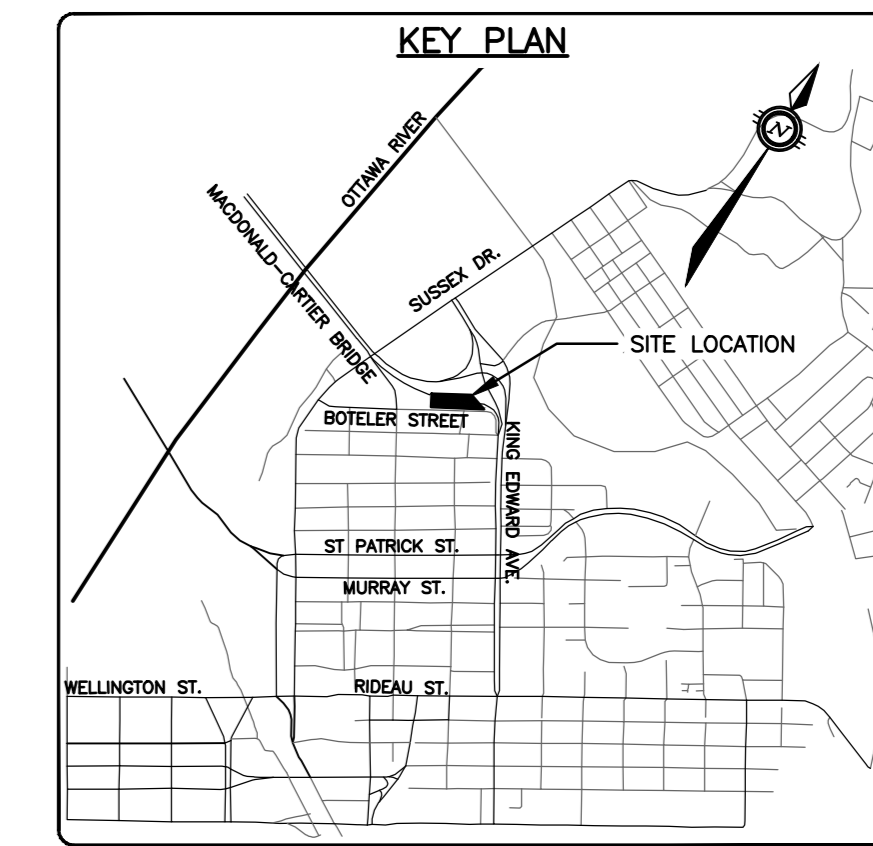 KEY PLAN
OTTAWA RIVER
N
MACDONALD-CARTIER BRIDGE
SUSSEX DR.
SITE LOCATION
BOTELER STREET
KING EDWARD AVE.
ST PATRICK ST.
MURRAY ST.
WELLINGTON ST.
RIDEAU ST.